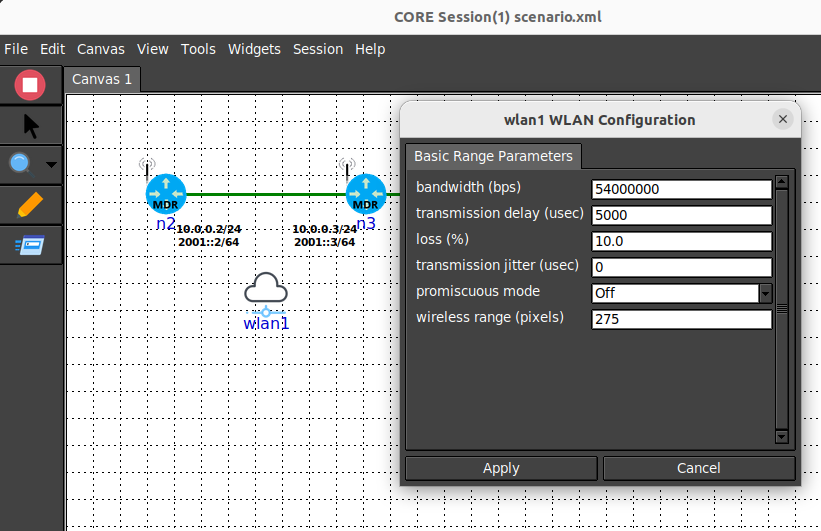 CORE Session(1) scenario.xml
File Edit Canvas View Tools Widgets Session Help
Canvas 1
wlan1 WLAN Configuration
Basic Range Parameters
bandwidth (bps) 54000000
transmission delay (usec) 5000
loss (%) 10.0
transmission jitter (usec) 0
promiscuous mode Off
wireless range (pixels) 275
Apply Cancel
MDR
n2
10.0.0.2/24
2001::2/64
MDR
n3
10.0.0.3/24
2001::3/64
wlan1